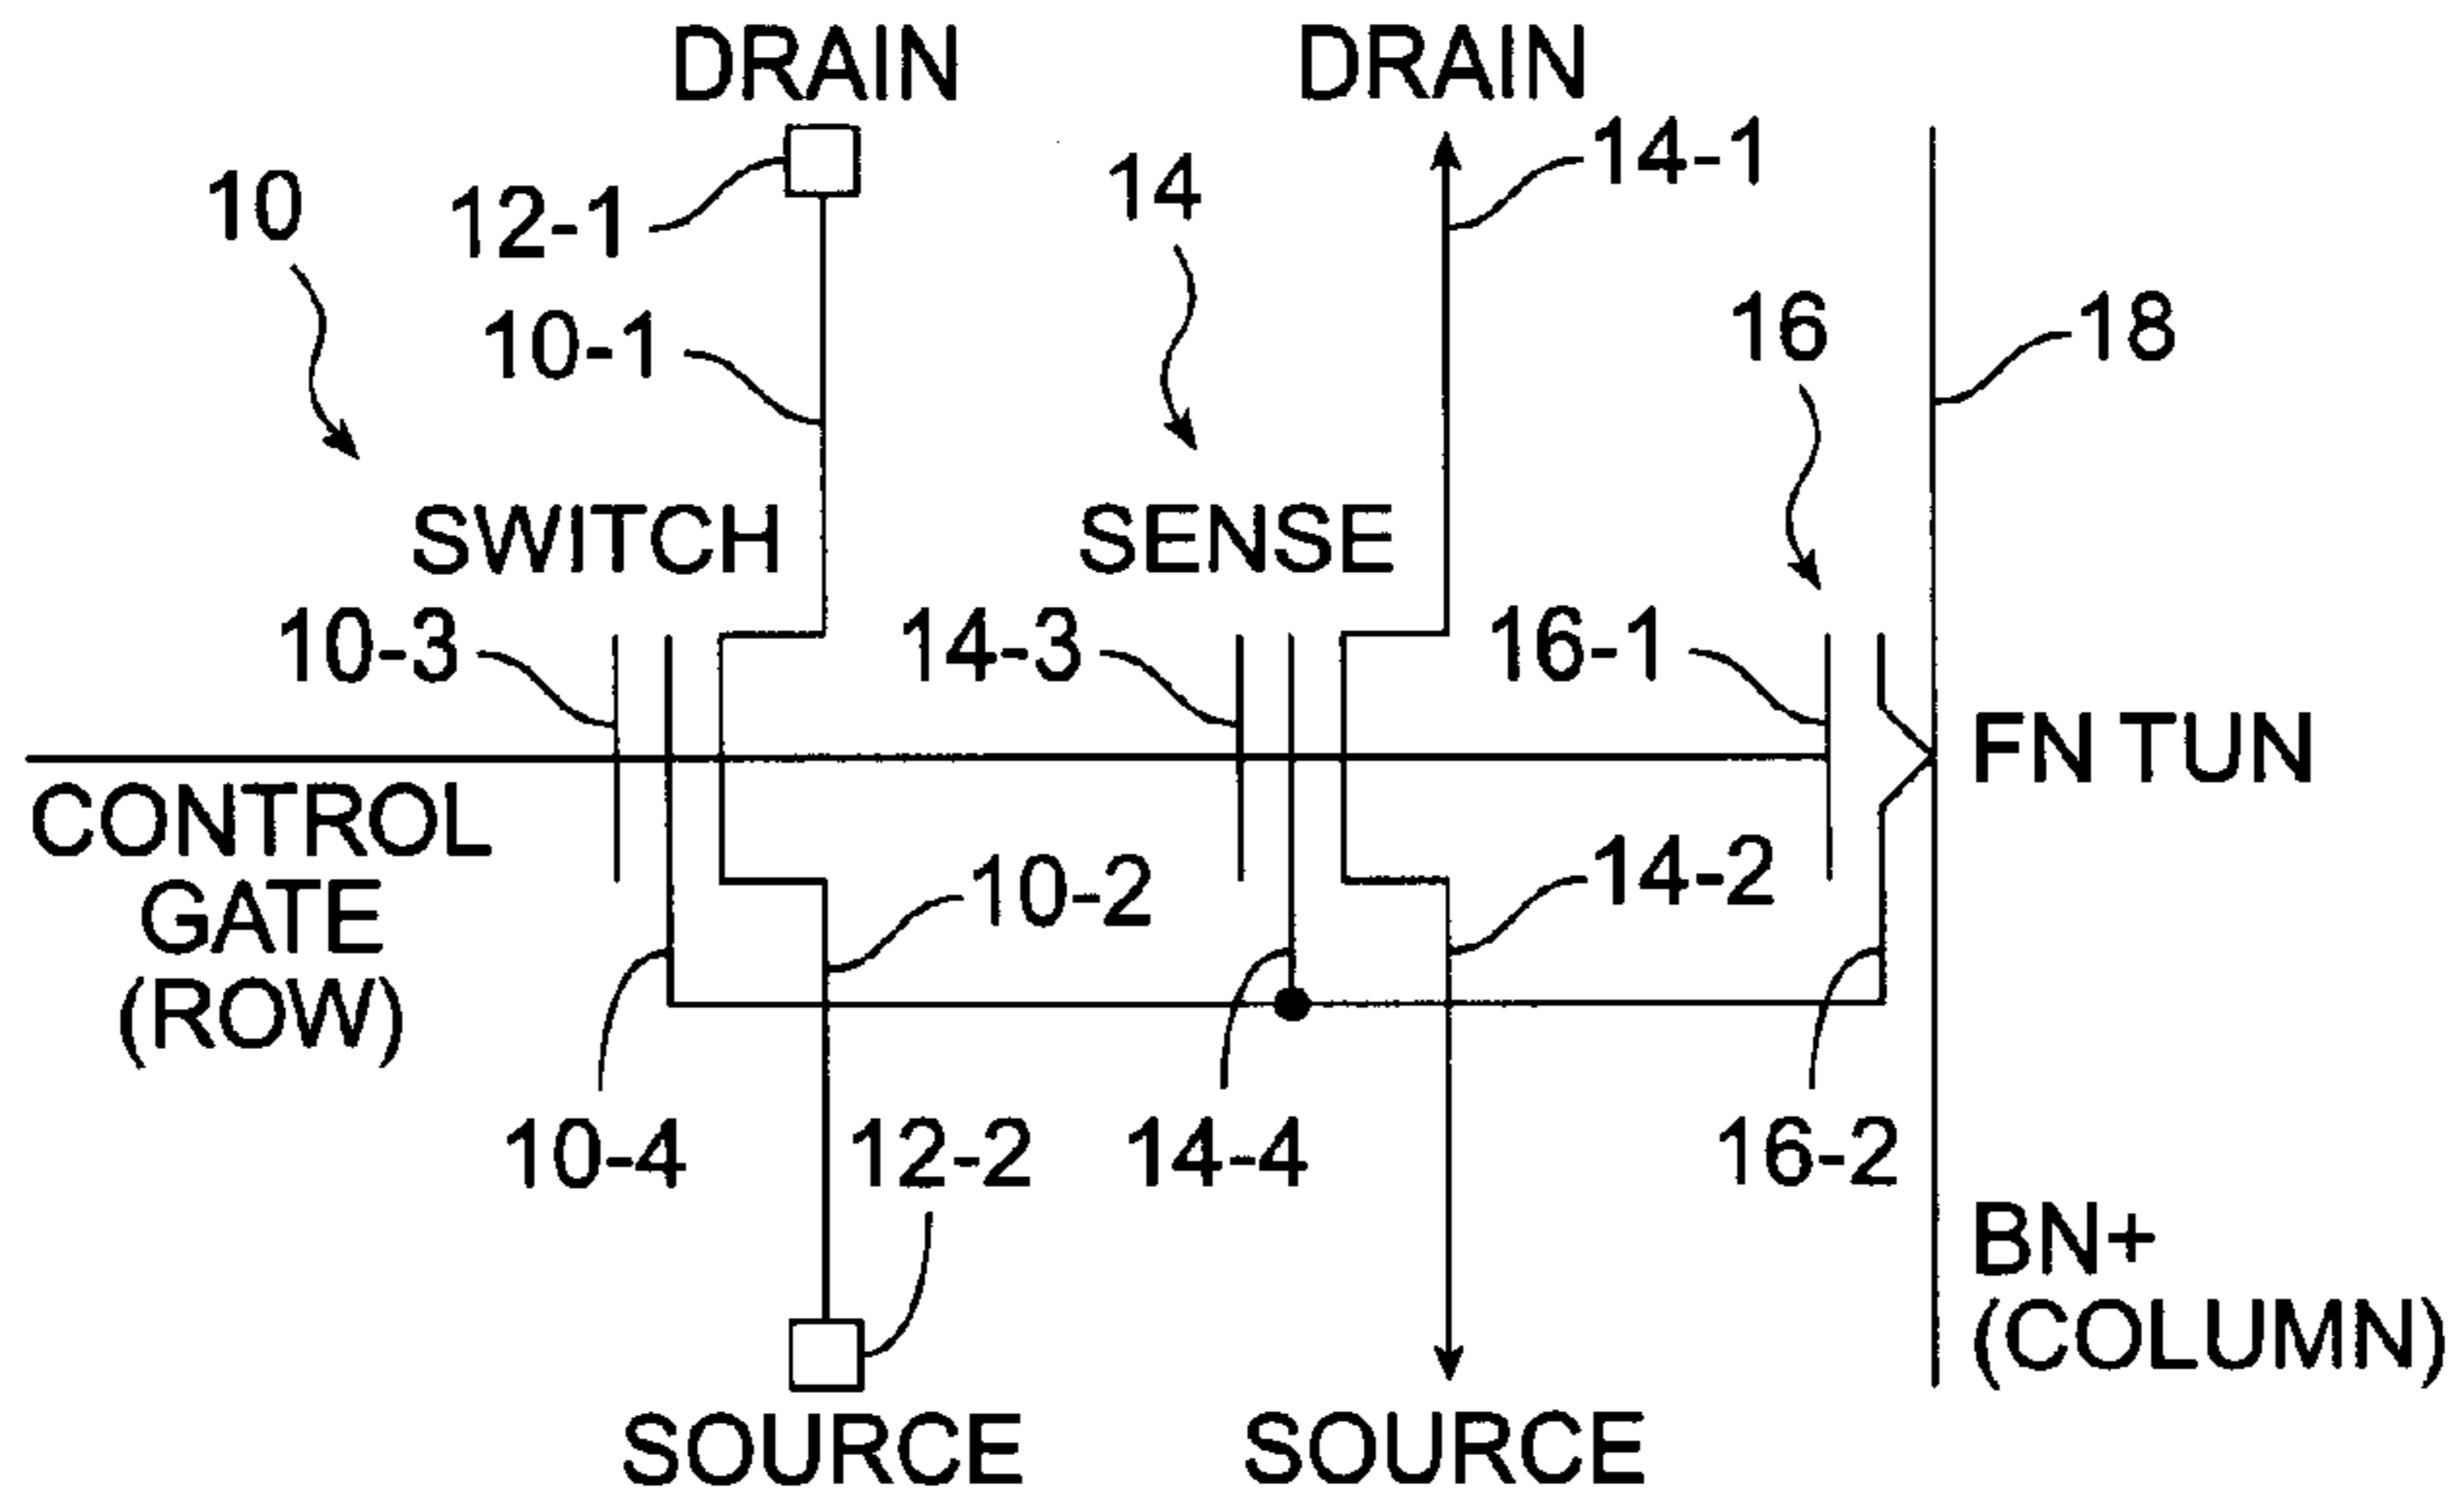 DRAIN
DRAIN
12-1
14-1
10
14
10-1
16
18
SWITCH
SENSE
10-3
14-3
16-1
FN TUN
CONTROL
GATE
(ROW)
10-2
14-2
10-4
12-2
14-4
16-2
BN+
(COLUMN)
SOURCE
SOURCE